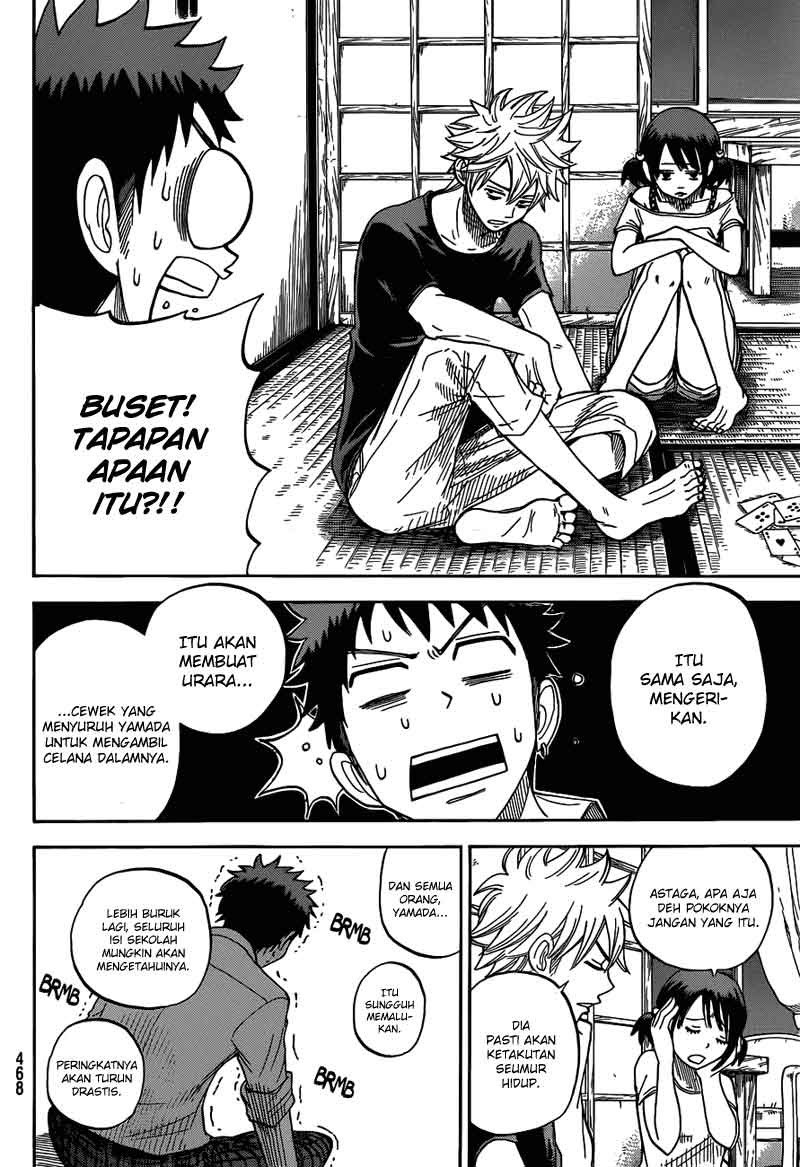 BUSET!
TAPAPAN
APAAN
ITU?!!
ITU
SAMA SAJA,
MENGERI-
KAN.
ITU AKAN
MEMBUAT
URARA...
...CEWEK YANG
MENYURUH YAMADA
UNTUK MENGAMBIL
CELANA DALAMNYA.
ASTAGA, APA AJA
DEH POKOKNYA
JANGAN YANG ITU.
DIA
PASTI AKAN
KETAKUTAN
SEUMUR
HIDUP.
DAN SEMUA
ORANG,
YAMADA...
BRMB
ITU
SUNGGUH
MEMALU-
KAN.
BRMB
LEBIH BURUK
LAGI, SELURUH
ISI SEKOLAH
MUNGKIN AKAN
MENGETAHUINYA.
BRMB
PERINGKATNYA
AKAN TURUN
DRASTIS.
468